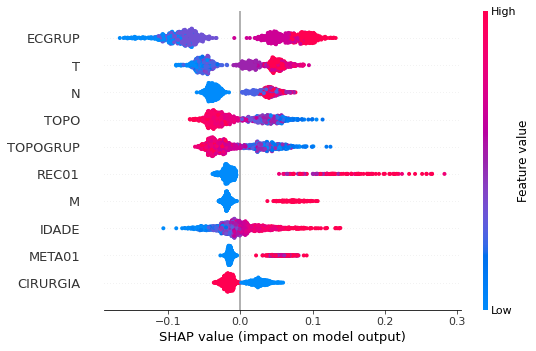 High
ECGRUP
T
N
TOPO
TOPOGRUP
REC01
M
IDADE
META01
CIRURGIA
Feature value
Low
−0.1 0.0 0.1 0.2 0.3
SHAP value (impact on model output)